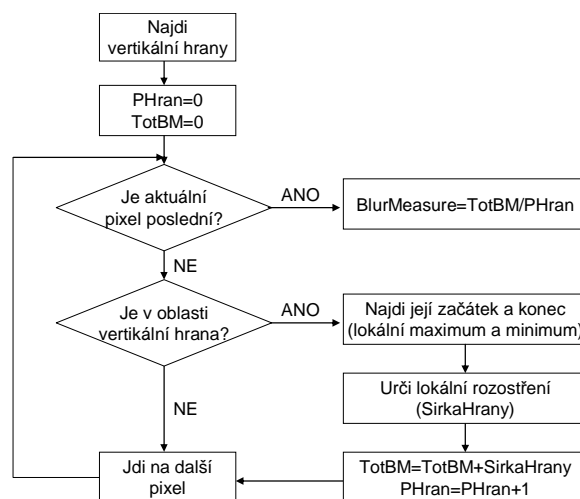 Najdi
vertikální hrany
PHran=0
TotBM=0
Je aktuální
pixel poslední?
ANO
BlurMeasure=TotBM/PHran
NE
Je v oblasti
vertikální hrana?
ANO
Najdi její začátek a konec
(lokální maximum a minimum)
Urči lokální rozostření
(SirkaHrany)
NE
TotBM=TotBM+SirkaHrany
PHran=PHran+1
Jdi na další
pixel